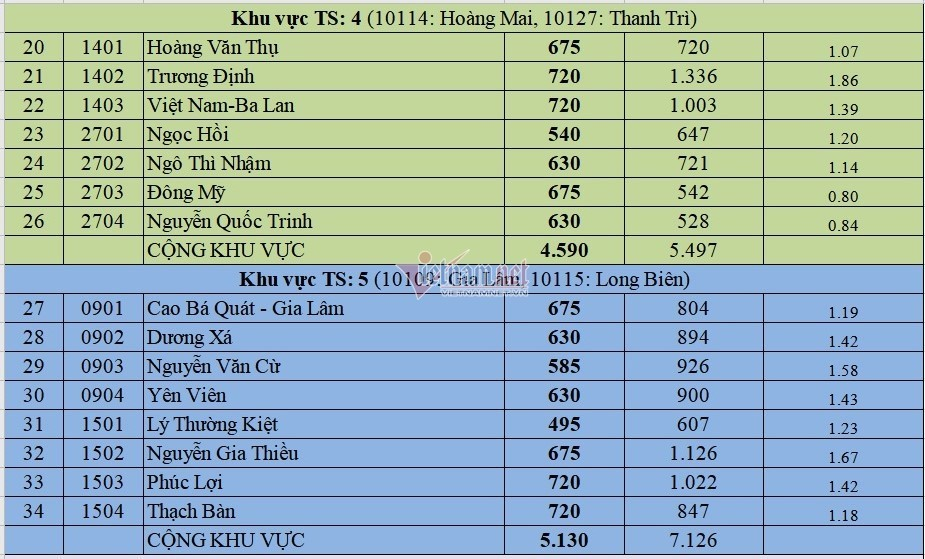 Khu vực TS: 4 (10114: Hoàng Mai, 10127: Thanh Trì)
20 1401 Hoàng Văn Thụ 675 720 1.07
21 1402 Trương Định 720 1.336 1.86
22 1403 Việt Nam-Ba Lan 720 1.003 1.39
23 2701 Ngọc Hồi 540 647 1.20
24 2702 Ngô Thì Nhậm 630 721 1.14
25 2703 Đông Mỹ 675 542 0.80
26 2704 Nguyễn Quốc Trinh 630 528 0.84
CỘNG KHU VỰC 4.590 5.497
Khu vực TS: 5 (10109: Gia Lâm, 10115: Long Biên)
vietnamnet
VIETNAMNET.VN
27 0901 Cao Bá Quát - Gia Lâm 675 804 1.19
28 0902 Dương Xá 630 894 1.42
29 0903 Nguyễn Văn Cừ 585 926 1.58
30 0904 Yên Viên 630 900 1.43
31 1501 Lý Thường Kiệt 495 607 1.23
32 1502 Nguyễn Gia Thiều 675 1.126 1.67
33 1503 Phúc Lợi 720 1.022 1.42
34 1504 Thạch Bàn 720 847 1.18
CỘNG KHU VỰC 5.130 7.126